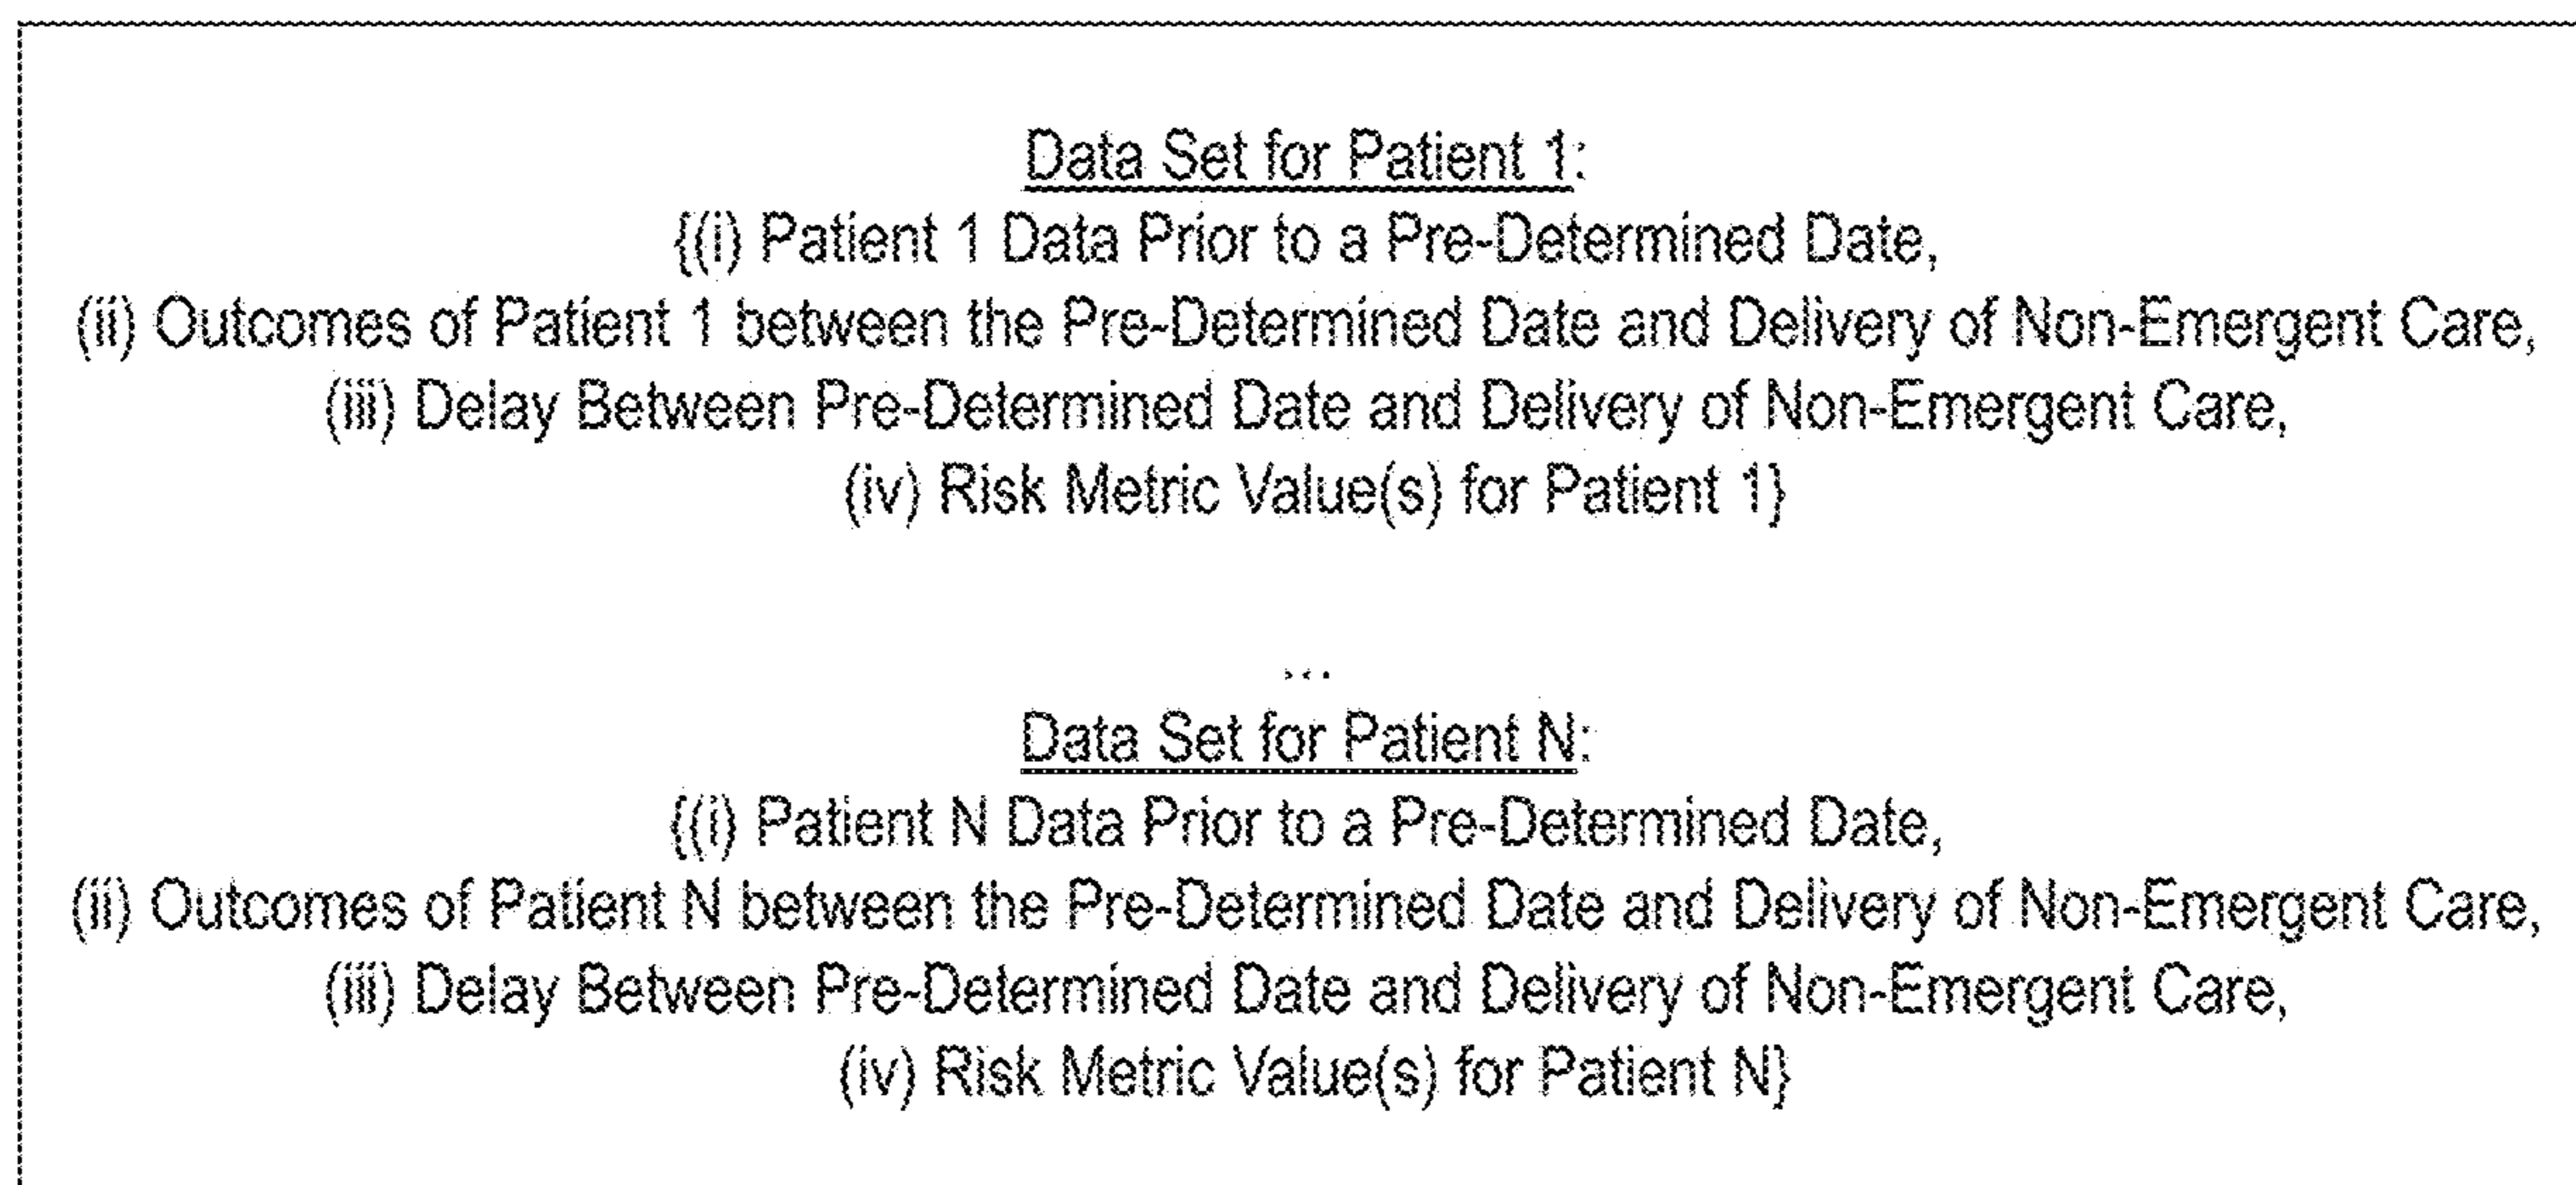 Data Set for Patient 1:
{(i) Patient 1 Data Prior to a Pre-Determined Date,
(ii) Outcomes of Patient 1 between the Pre-Determined Date and Delivery of Non-Emergent Care,
(iii) Delay Between Pre-Determined Date and Delivery of Non-Emergent Care,
(iv) Risk Metric Value(s) for Patient 1}
...
Data Set for Patient N:
{(i) Patient N Data Prior to a Pre-Determined Date,
(ii) Outcomes of Patient N between the Pre-Determined Date and Delivery of Non-Emergent Care,
(iii) Delay Between Pre-Determined Date and Delivery of Non-Emergent Care,
(iv) Risk Metric Value(s) for Patient N}